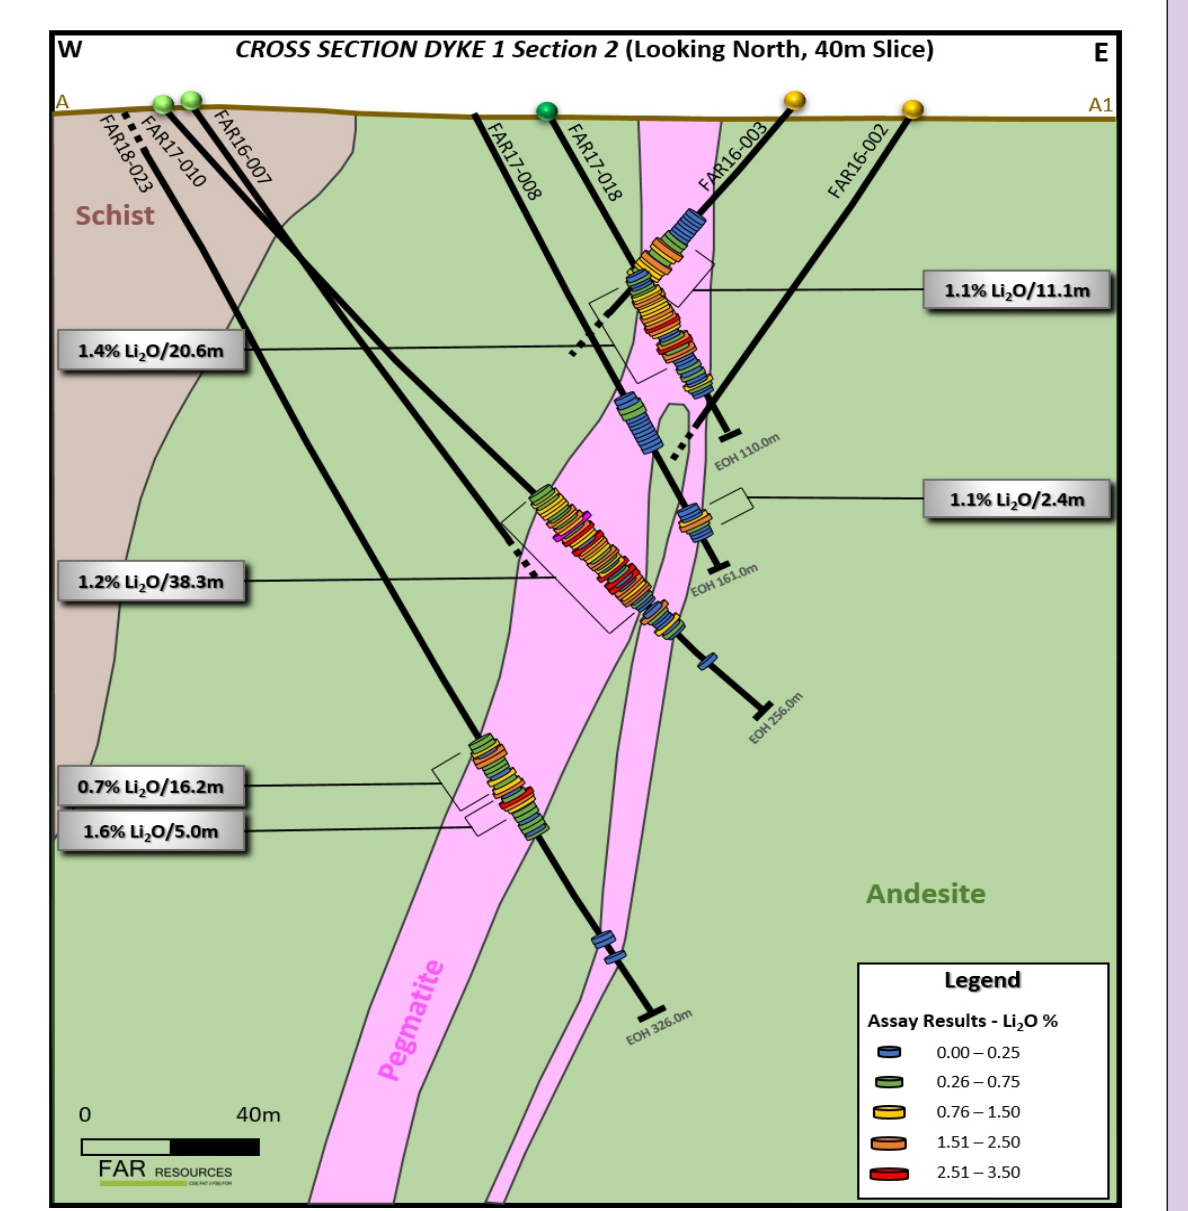 W
CROSS SECTION DYKE 1 Section 2 (Looking North, 40m Slice)
E
A
A1
FAR18-023
FAR17-010
FAR16-007
FAR17-008
FAR17-018
FAR16-003
FAR16-002
Schist
1.1% Li₂O/11.1m
1.4% Li₂O/20.6m
EOH 110.0m
1.1% Li₂O/2.4m
EOH 161.0m
1.2% Li₂O/38.3m
EOH 256.0m
0.7% Li₂O/16.2m
1.6% Li₂O/5.0m
Andesite
Pegmatite
EOH 326.0m
Legend
Assay Results - Li₂O %
0.00 – 0.25
0.26 – 0.75
0.76 – 1.50
1.51 – 2.50
2.51 – 3.50
0 40m
FAR RESOURCES